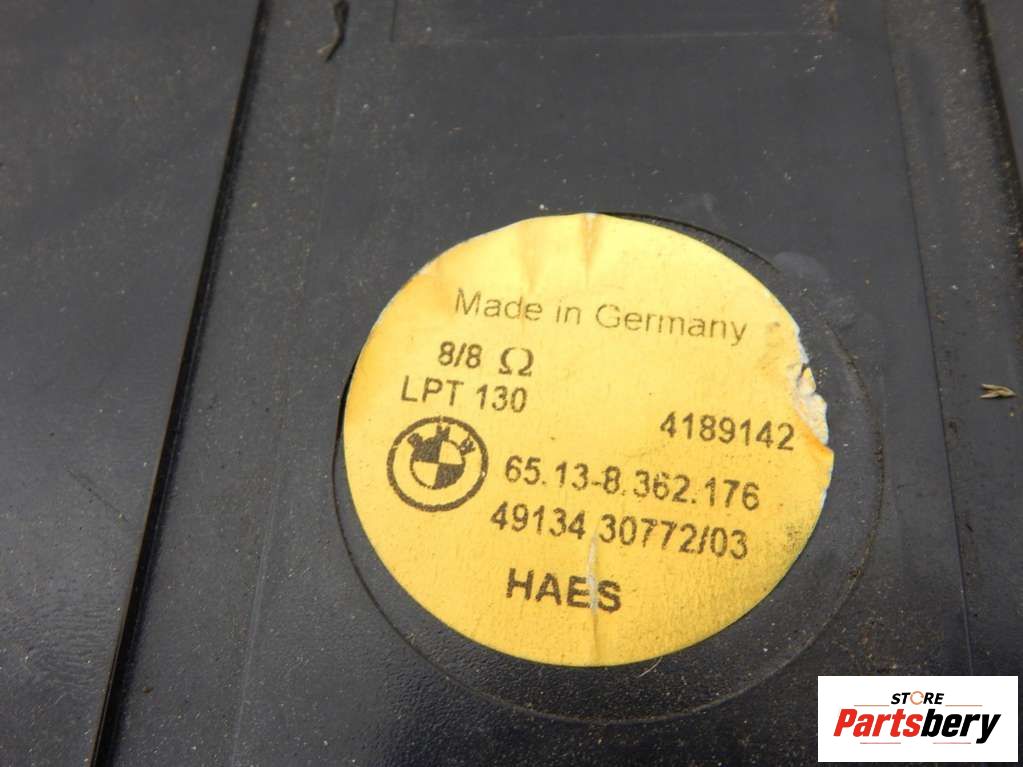 Made in Germany
8/8 Ω
LPT 130
4189142
65.13-8.362.176
49134 30772/03
HAES
STORE
Partsbery